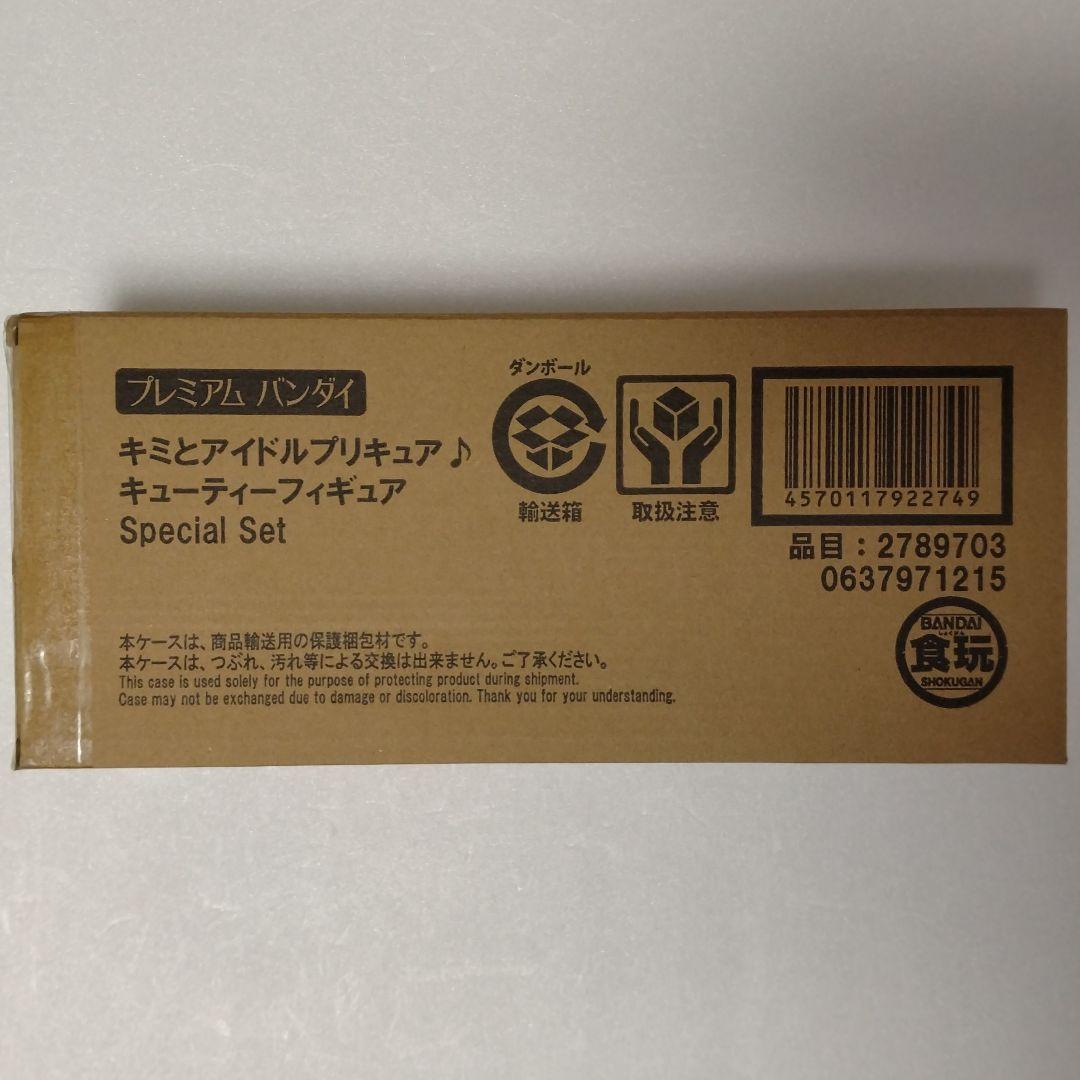 プレミアム バンダイ
キミとアイドルプリキュア♪
キューティーフィギュア
Special Set
ダンボール
輸送箱
取扱注意
4570117922749
品目：2789703
0637971215
BANDAI
しょくがん
食玩
SHOKUGAN
本ケースは、商品輸送用の保護梱包材です。
本ケースは、つぶれ、汚れ等による交換は出来ません。ご了承ください。
This case is used solely for the purpose of protecting product during shipment.
Case may not be exchanged due to damage or discoloration. Thank you for your understanding.